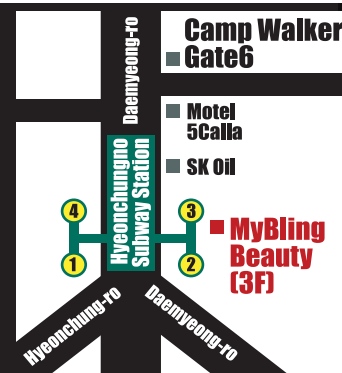 Daemyeong-ro
Camp Walker
Gate6
Motel
5Calla
SK Oil
Hyeonchungno
Subway Station
4
3
1
2
MyBling
Beauty
(3F)
Hyeonchung-ro
Daemyeong-ro